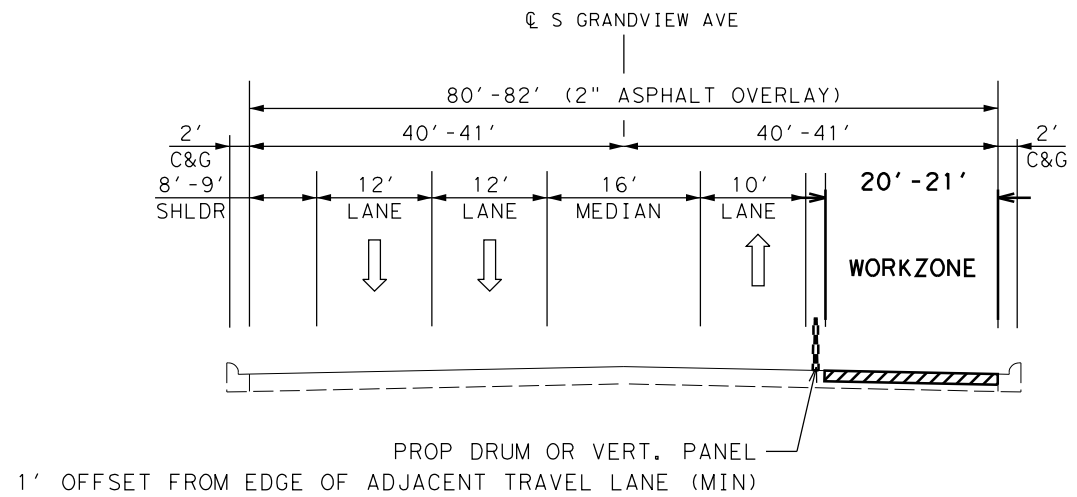 ℄ S GRANDVIEW AVE
80'-82' (2" ASPHALT OVERLAY)
2' 40'-41' 40'-41' 2'
C&G C&G
8'-9' 12' 12' 16' 10' 20'-21'
SHLDR LANE LANE MEDIAN LANE
WORKZONE
PROP DRUM OR VERT. PANEL
1' OFFSET FROM EDGE OF ADJACENT TRAVEL LANE (MIN)